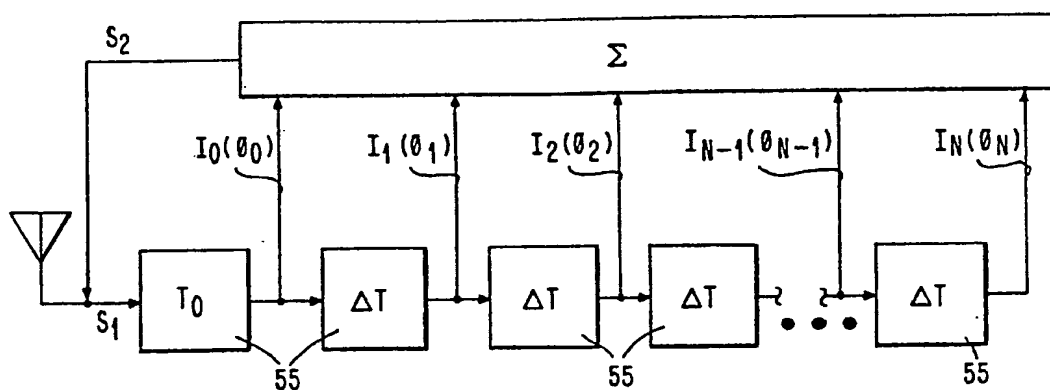 S2
Σ
I0(Ø0) I1(Ø1) I2(Ø2) IN–1(ØN–1) IN(ØN)
S1 T0 ΔT ΔT ΔT ΔT
55 55 55 55